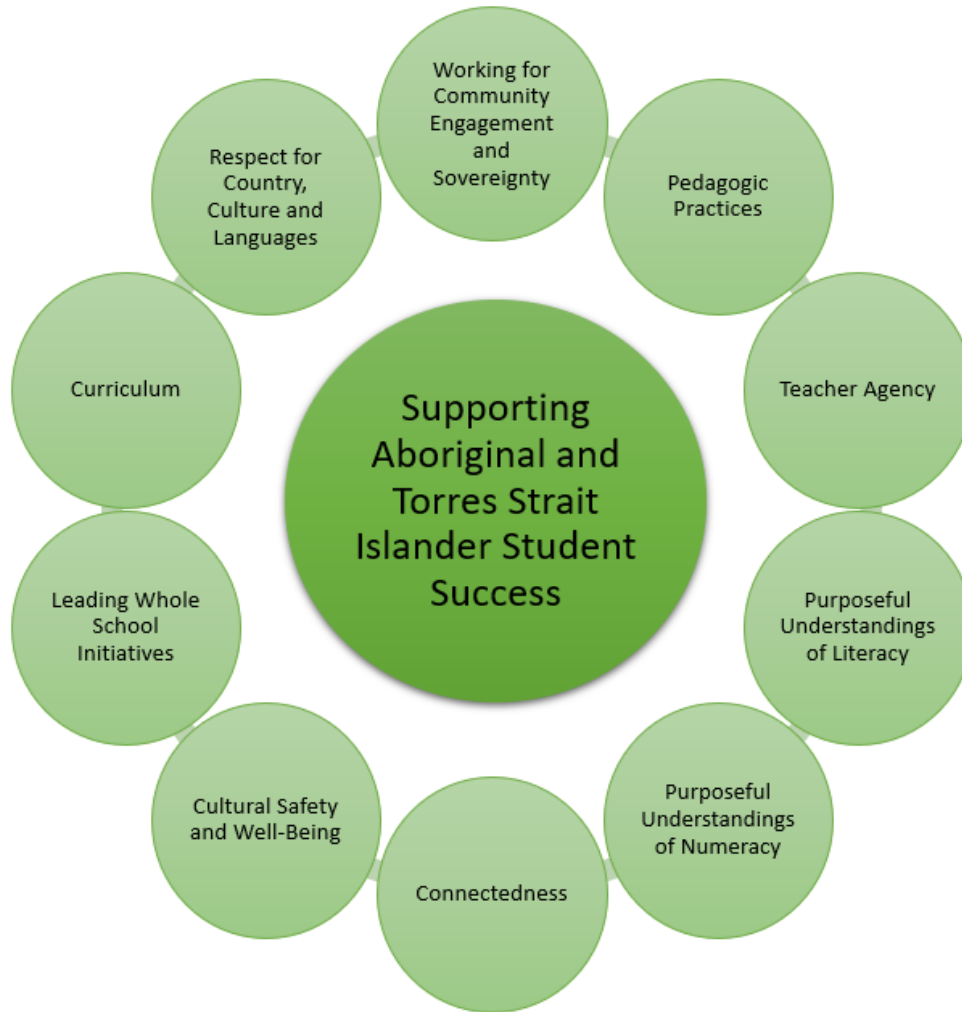 Working for
Community
Engagement
and
Sovereignty
Pedagogic
Practices
Teacher Agency
Purposeful
Understandings
of Literacy
Purposeful
Understandings
of Numeracy
Connectedness
Cultural Safety
and Well-Being
Leading Whole
School
Initiatives
Curriculum
Respect for
Country,
Culture and
Languages
Supporting
Aboriginal and
Torres Strait
Islander Student
Success